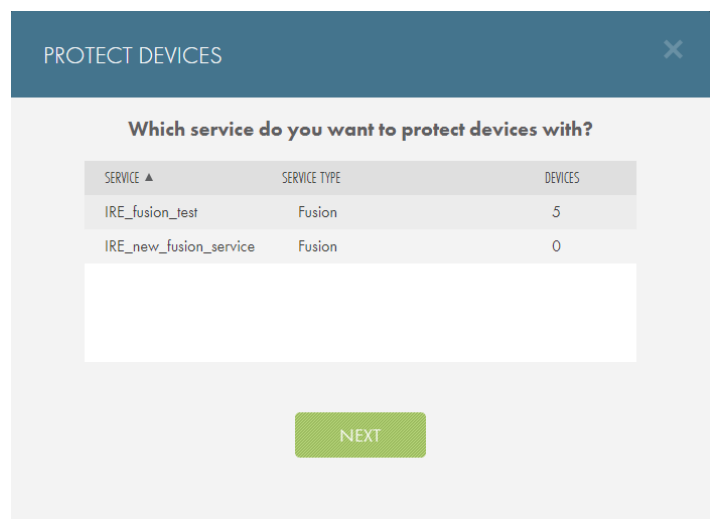 PROTECT DEVICES
Which service do you want to protect devices with?
SERVICE ▲ SERVICE TYPE DEVICES
IRE_fusion_test Fusion 5
IRE_new_fusion_service Fusion 0
NEXT